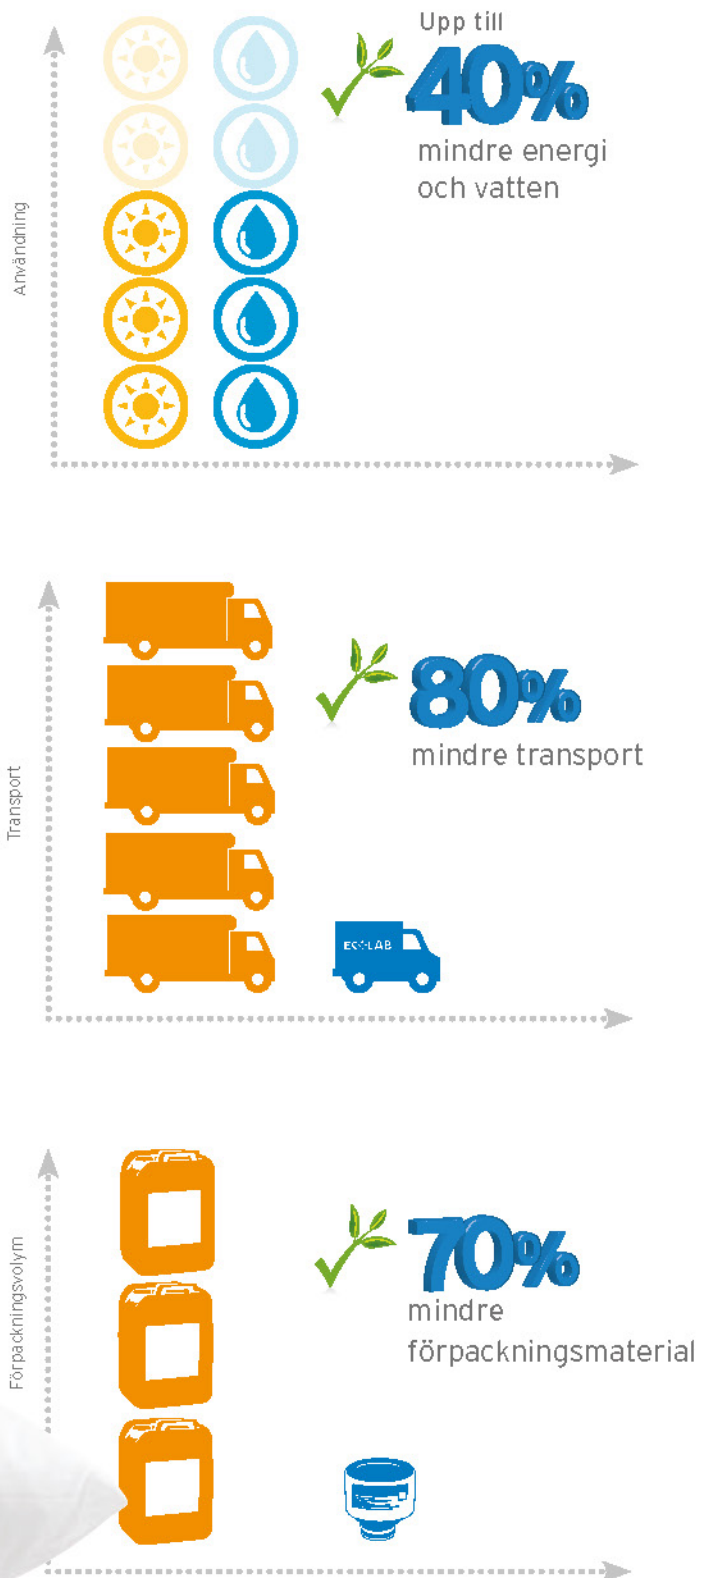 Användning
Upp till
40%
mindre energi
och vatten
Transport
80%
mindre transport
ECOLAB
Förpackningsvolym
70%
mindre
förpackningsmaterial